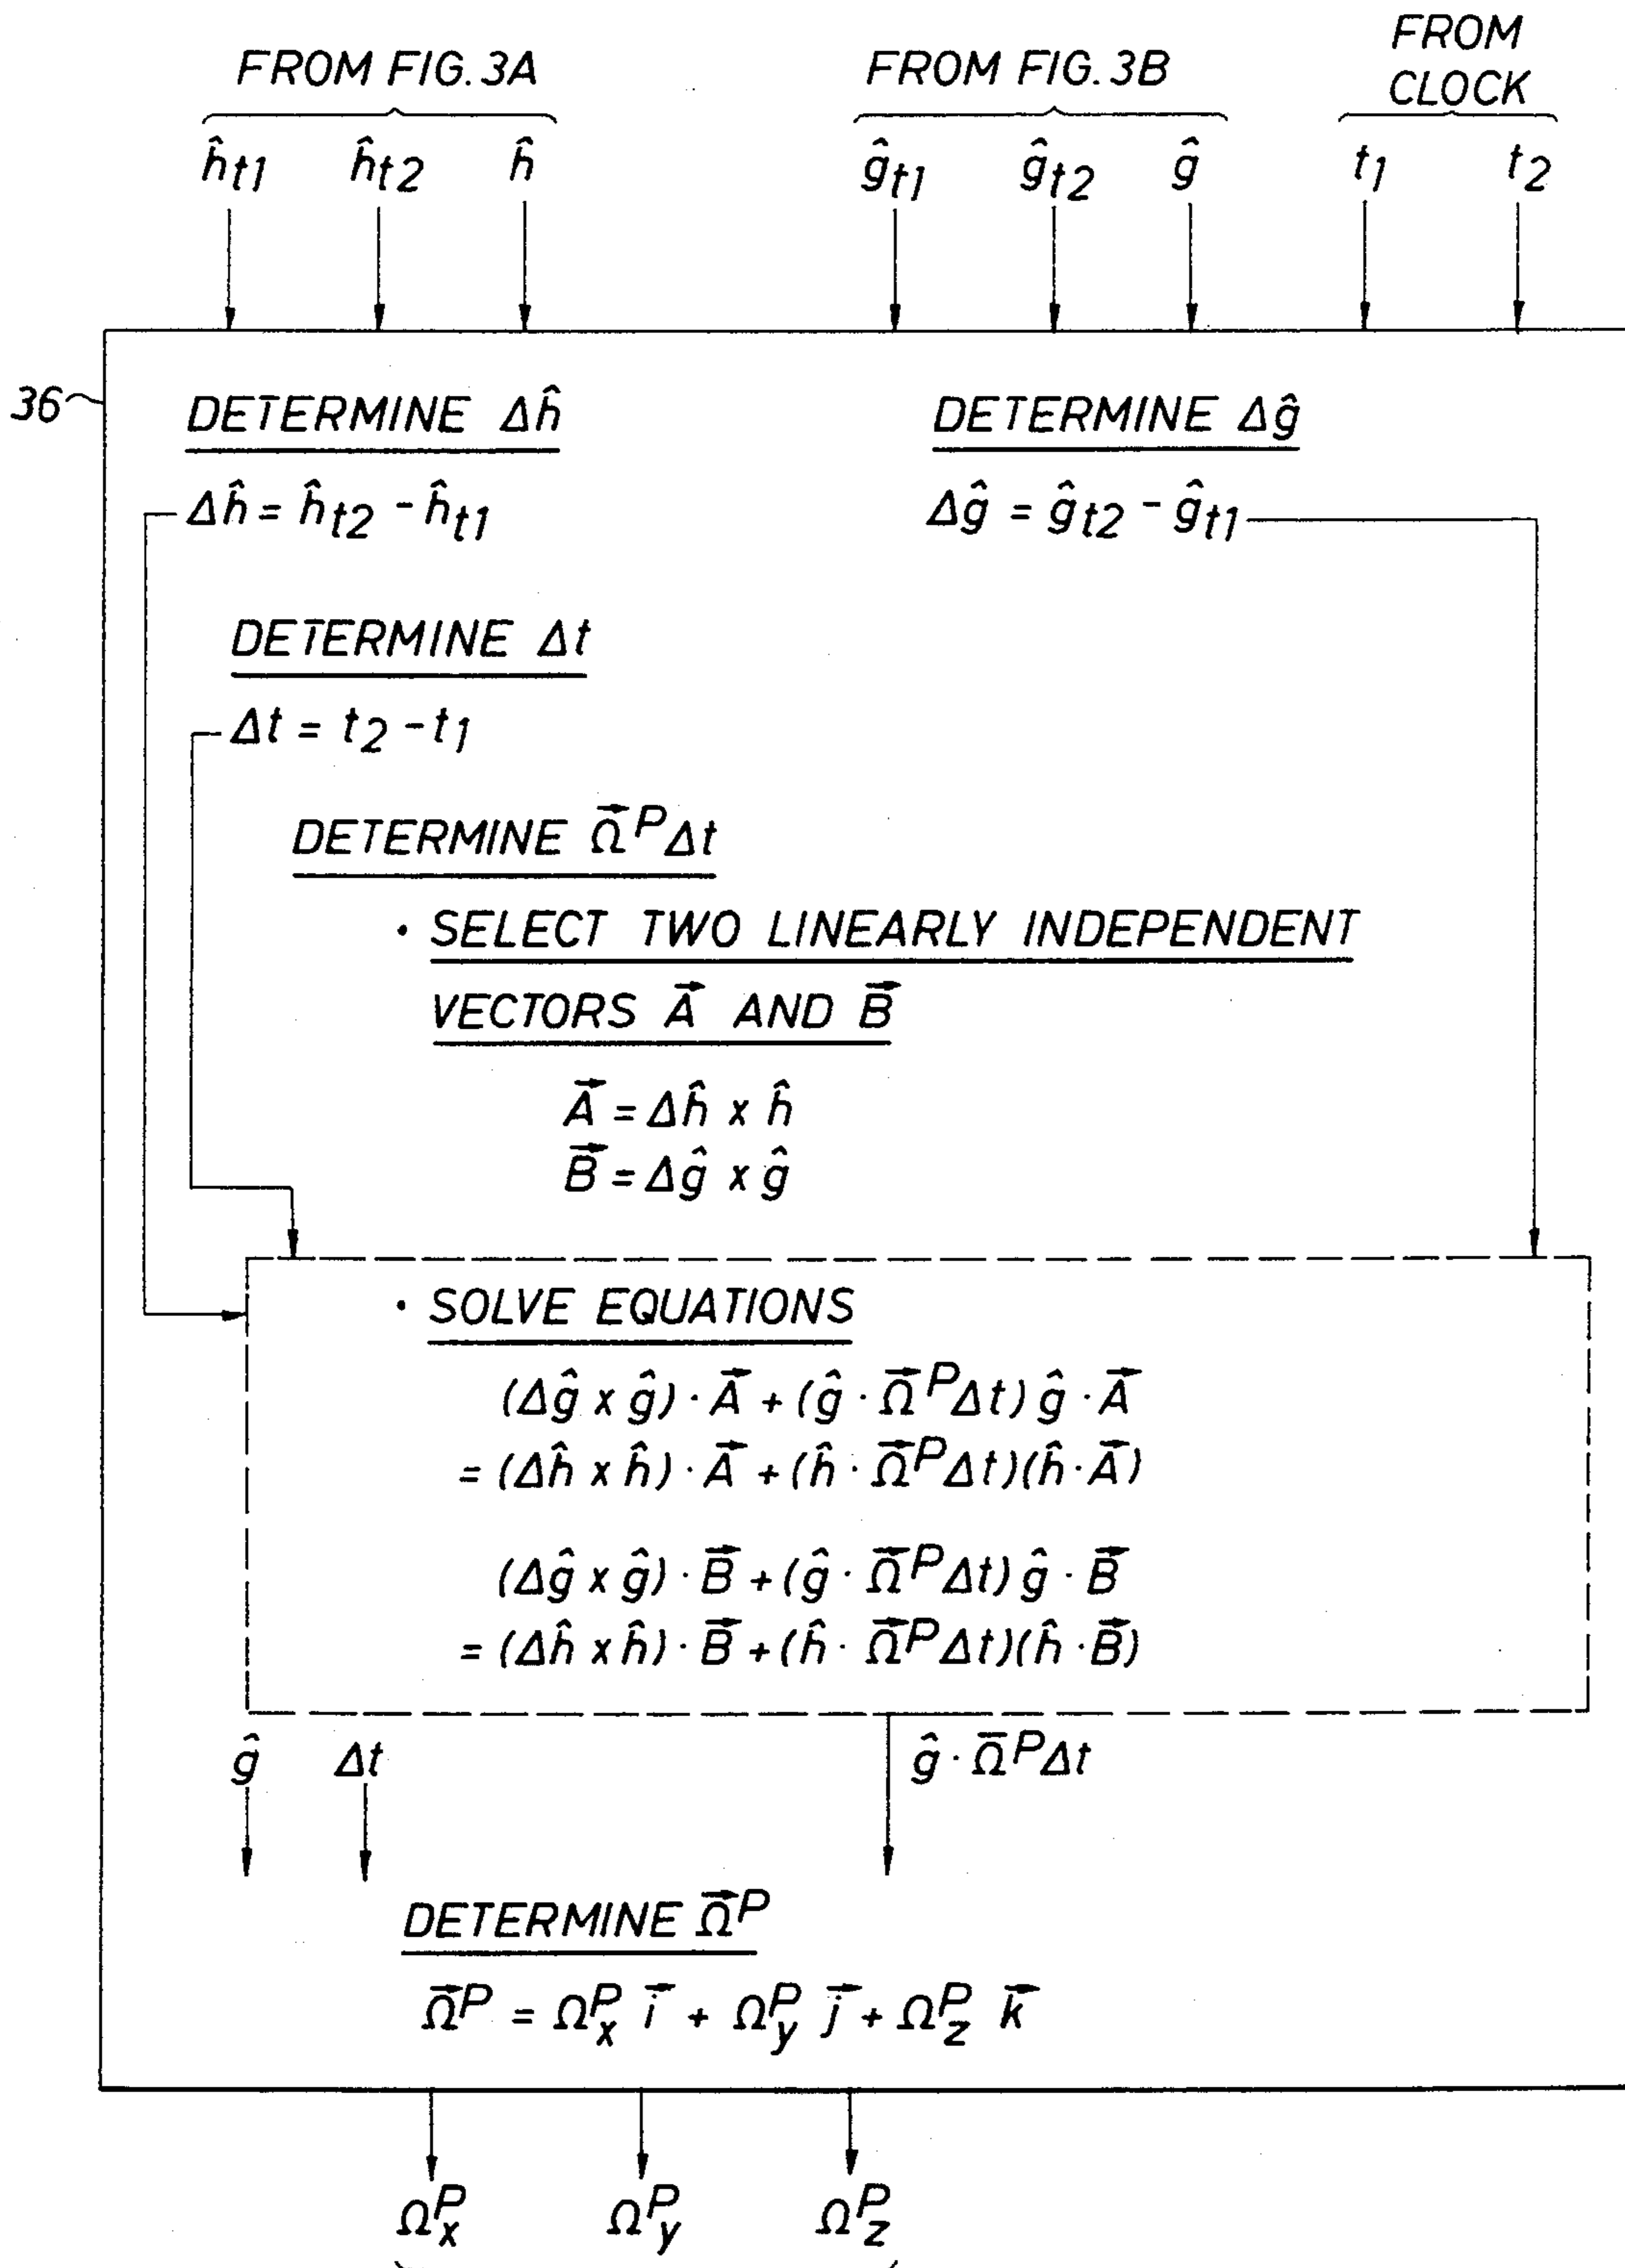 FROM FIG. 3A FROM FIG. 3B FROM CLOCK
ĥt1 ĥt2 ĥ ĝt1 ĝt2 ĝ t1 t2
36
DETERMINE Δĥ DETERMINE Δĝ
Δĥ = ĥt2 - ĥt1 Δĝ = ĝt2 - ĝt1
DETERMINE Δt
Δt = t2 - t1
DETERMINE Ω⃗ᴾΔt
· SELECT TWO LINEARLY INDEPENDENT
VECTORS A⃗ AND B⃗
A⃗ = Δĥ x ĥ
B⃗ = Δĝ x ĝ
· SOLVE EQUATIONS
(Δĝ x ĝ) · A⃗ + (ĝ · Ω⃗ᴾΔt) ĝ · A⃗
= (Δĥ x ĥ) · A⃗ + (ĥ · Ω⃗ᴾΔt)(ĥ · A⃗)
(Δĝ x ĝ) · B⃗ + (ĝ · Ω⃗ᴾΔt) ĝ · B⃗
= (Δĥ x ĥ) · B⃗ + (ĥ · Ω⃗ᴾΔt)(ĥ · B⃗)
ĝ Δt ĝ · Ω̄ᴾΔt
DETERMINE Ω⃗ᴾ
Ω⃗ᴾ = Ωᴾx i⃗ + Ωᴾy j⃗ + Ωᴾz k⃗
Ωᴾx Ωᴾy Ωᴾz